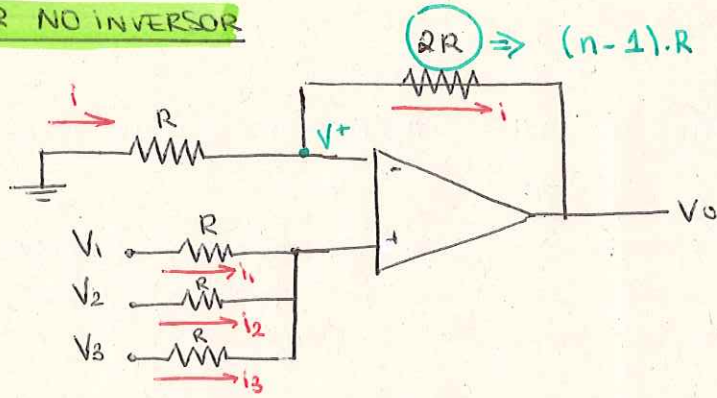 R NO INVERSOR
2R ⇒ (n-1).R
i
i
R
V+
-
+
Vo
V1
R
i1
V2
R
i2
V3
R
i3